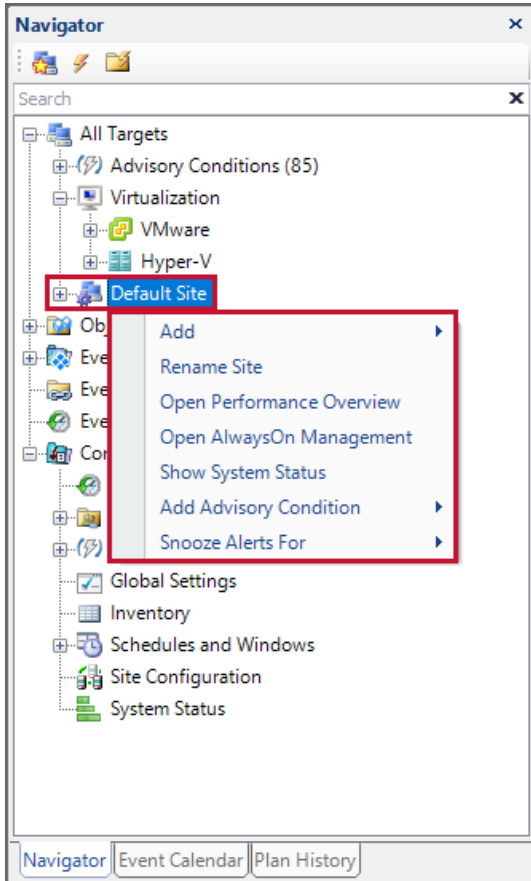 Navigator
Search
All Targets
Advisory Conditions (85)
Virtualization
VMware
Hyper-V
Default Site
Add
Rename Site
Open Performance Overview
Open AlwaysOn Management
Show System Status
Add Advisory Condition
Snooze Alerts For
Global Settings
Inventory
Schedules and Windows
Site Configuration
System Status
Navigator Event Calendar Plan History